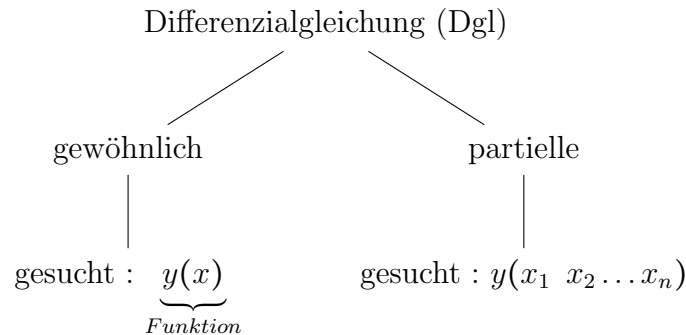 Differenzialgleichung (Dgl)
gewöhnlich partielle
gesucht : y(x) gesucht : y(x₁ x₂ … xₙ)
Funktion